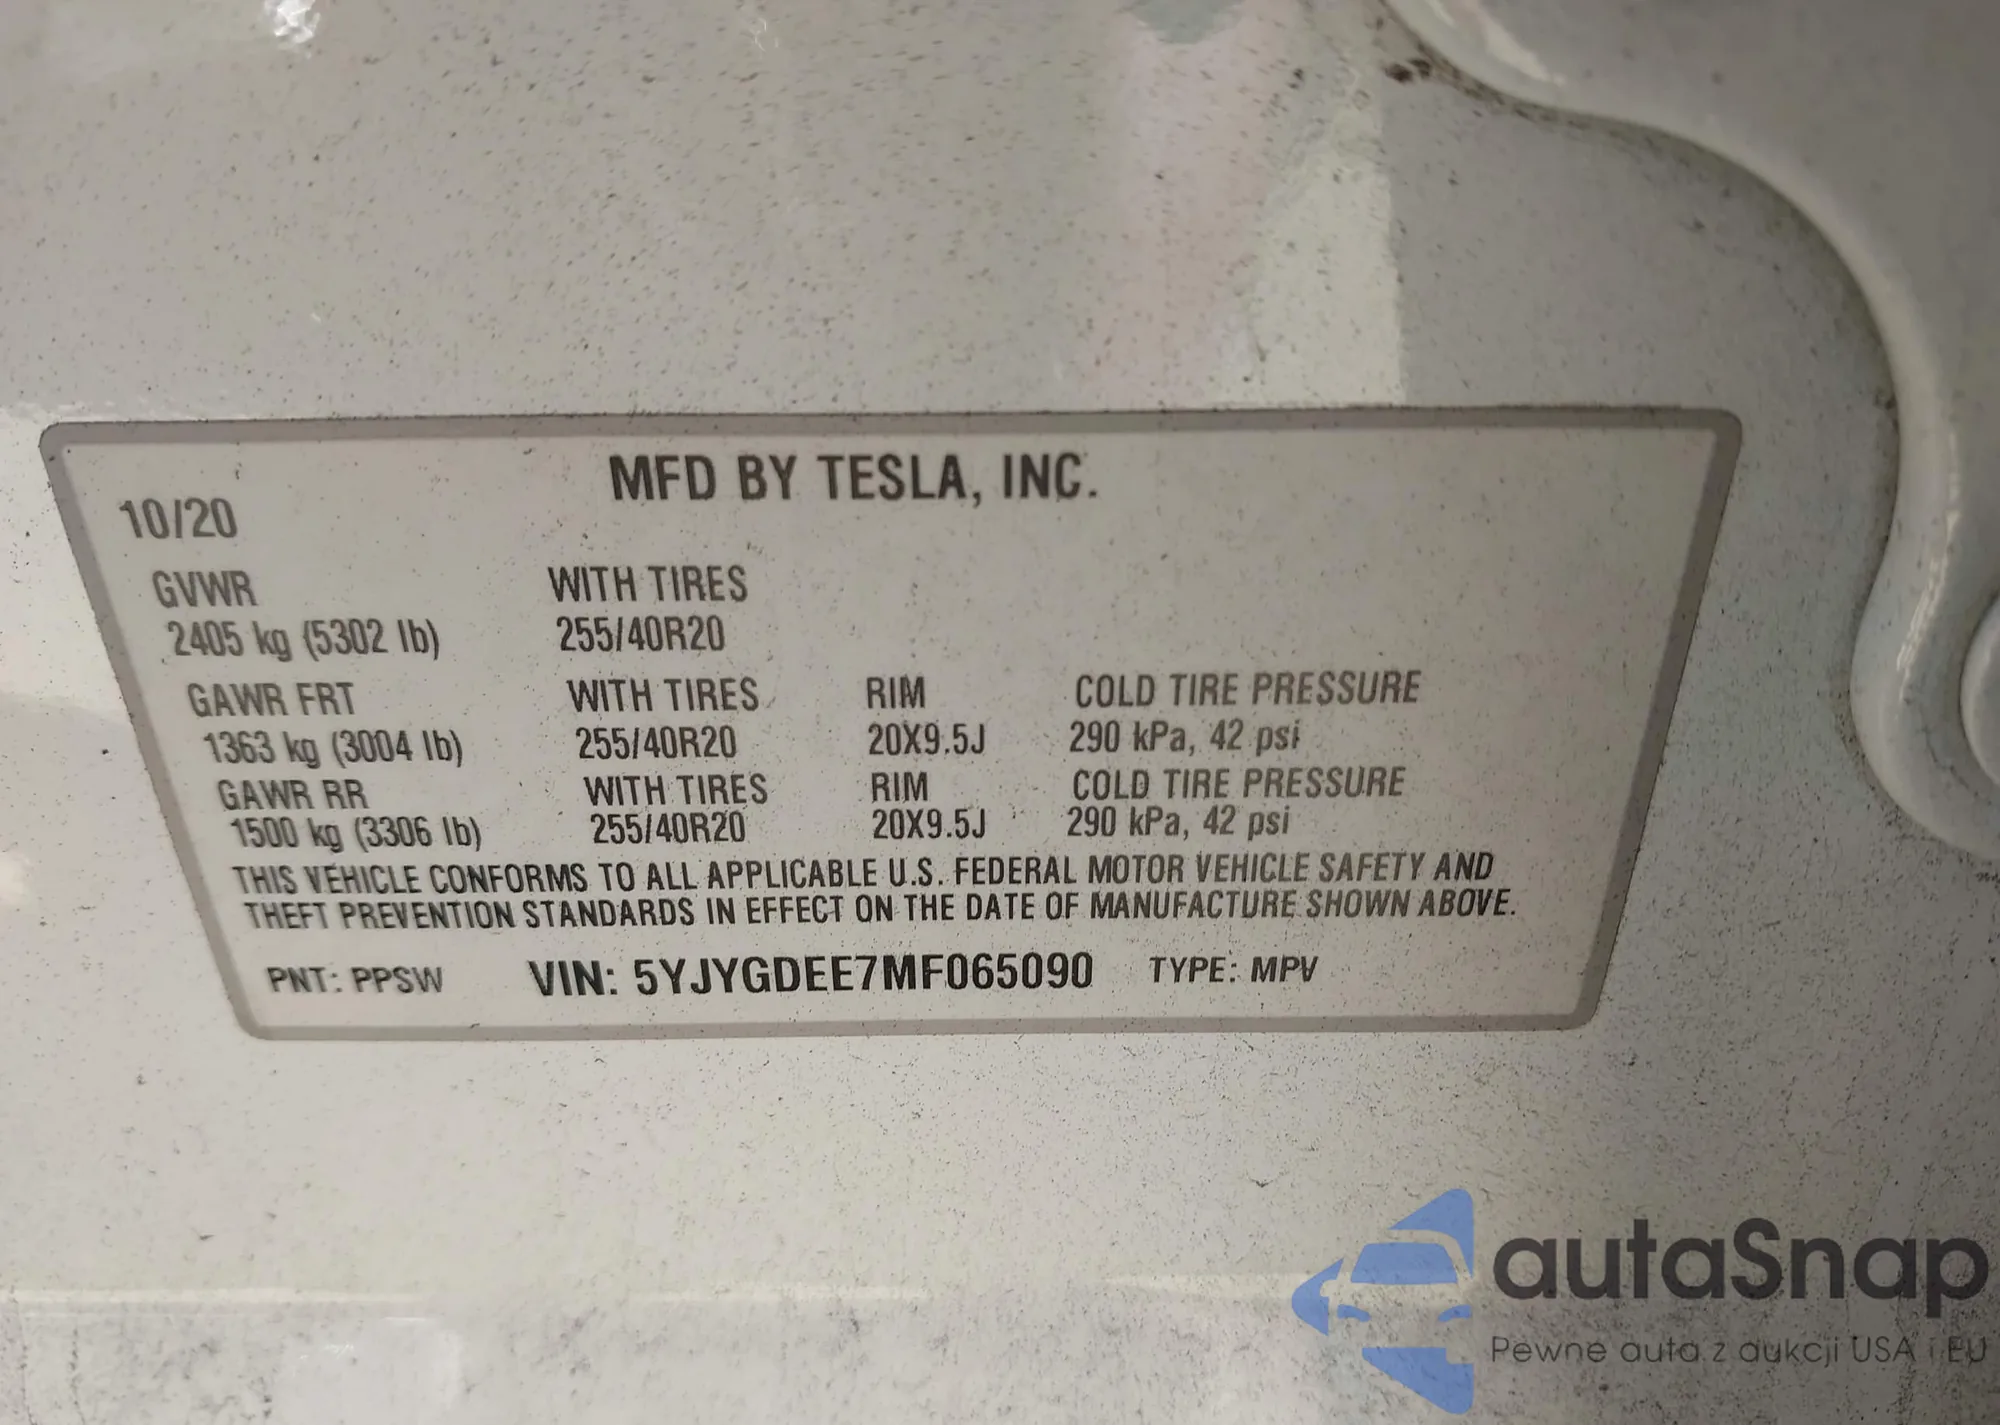 MFD BY TESLA, INC.
10/20
GVWR WITH TIRES
2405 kg (5302 lb) 255/40R20
GAWR FRT WITH TIRES RIM COLD TIRE PRESSURE
1363 kg (3004 lb) 255/40R20 20X9.5J 290 kPa, 42 psi
GAWR RR WITH TIRES RIM COLD TIRE PRESSURE
1500 kg (3306 lb) 255/40R20 20X9.5J 290 kPa, 42 psi
THIS VEHICLE CONFORMS TO ALL APPLICABLE U.S. FEDERAL MOTOR VEHICLE SAFETY AND
THEFT PREVENTION STANDARDS IN EFFECT ON THE DATE OF MANUFACTURE SHOWN ABOVE.
PNT: PPSW VIN: 5YJYGDEE7MF065090 TYPE: MPV
autaSnap
Pewne auta z aukcji USA i EU